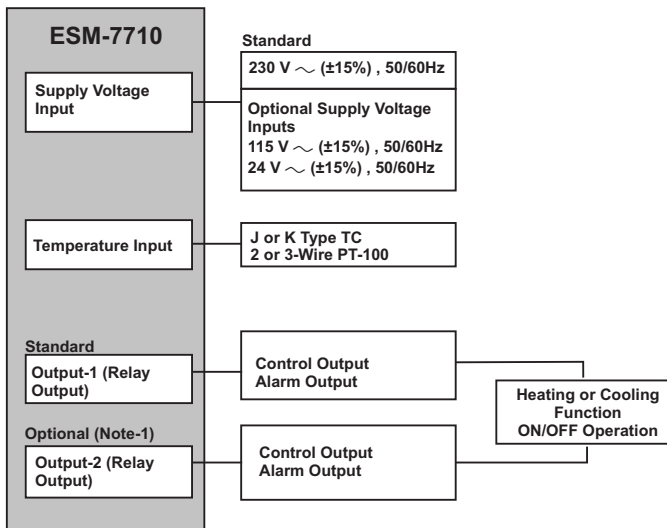 ESM-7710
Standard
230 V ～ (±15%) , 50/60Hz
Supply Voltage
Input
Optional Supply Voltage
Inputs
115 V ～ (±15%) , 50/60Hz
24 V ～ (±15%) , 50/60Hz
Temperature Input
J or K Type TC
2 or 3-Wire PT-100
Standard
Output-1 (Relay
Output)
Control Output
Alarm Output
Heating or Cooling
Function
ON/OFF Operation
Optional (Note-1)
Output-2 (Relay
Output)
Control Output
Alarm Output